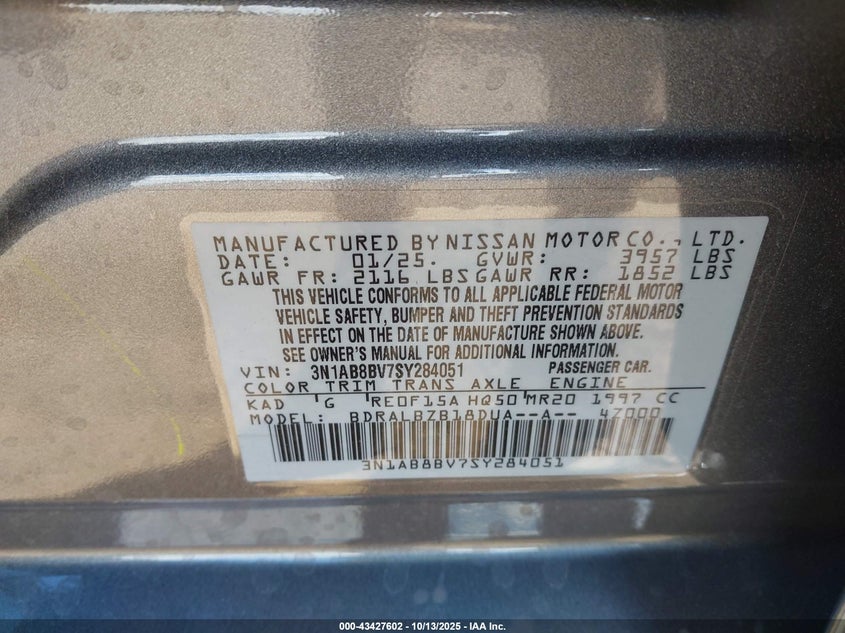 MANUFACTURED BY NISSAN MOTOR CO., LTD.
DATE: 01/25. GVWR: 3957 LBS
GAWR FR: 2116 LBS GAWR RR: 1852 LBS
THIS VEHICLE CONFORMS TO ALL APPLICABLE FEDERAL MOTOR
VEHICLE SAFETY, BUMPER AND THEFT PREVENTION STANDARDS
IN EFFECT ON THE DATE OF MANUFACTURE SHOWN ABOVE.
SEE OWNER'S MANUAL FOR ADDITIONAL INFORMATION.
VIN: 3N1AB8BV7SY284051 PASSENGER CAR.
COLOR TRIM TRANS AXLE ENGINE
KAD G RE0F15A HQ50 MR20 1997 CC
MODEL: BDRALBZB18DUA--A-- 4Z000
3N1AB8BV7SY284051
000-43427602 - 10/13/2025 - IAA Inc.